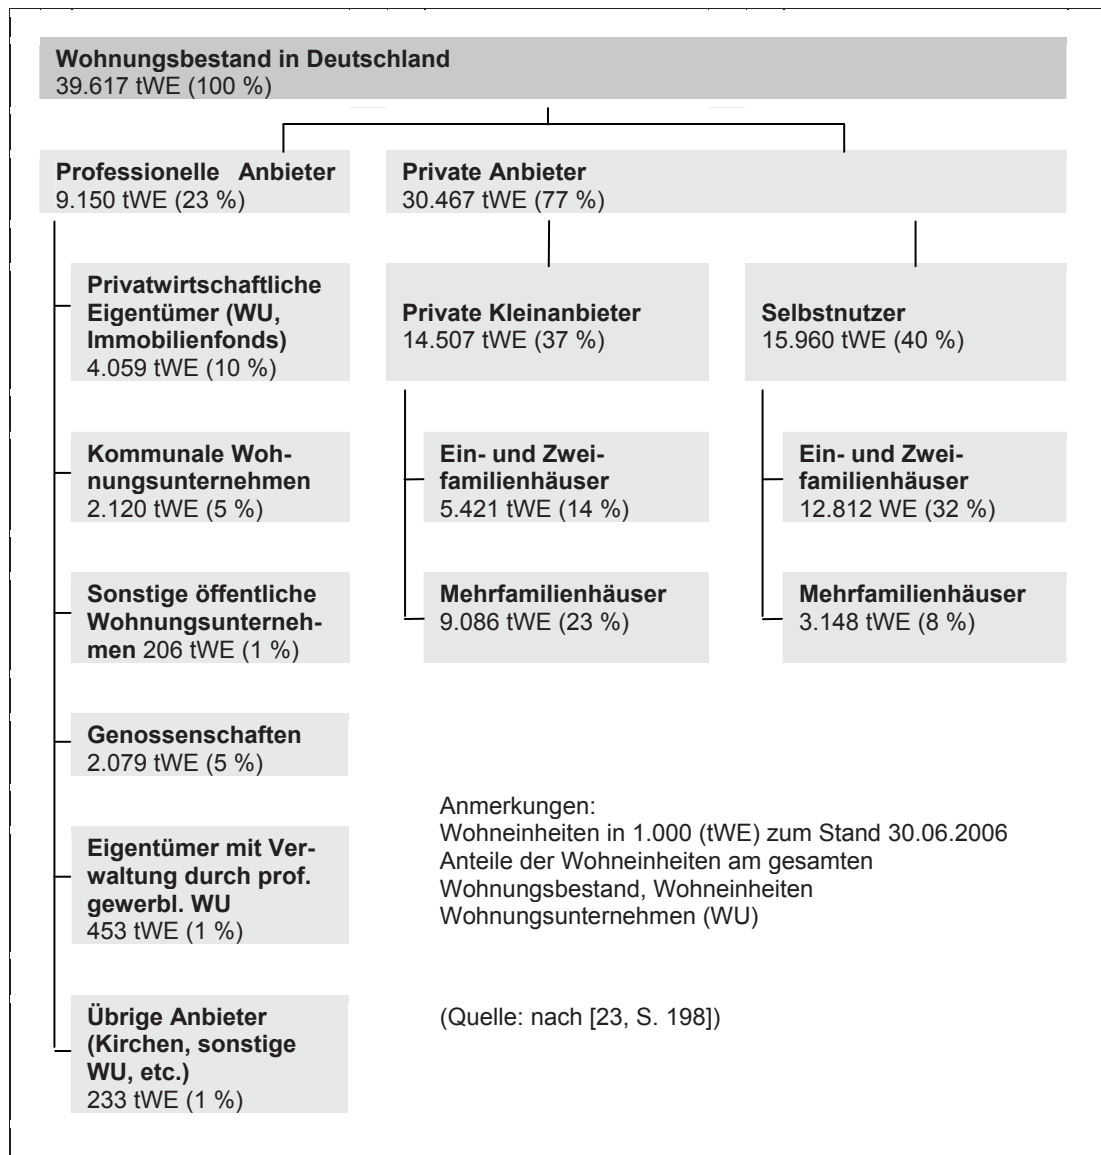 Wohnungsbestand in Deutschland
39.617 tWE (100 %)
Professionelle Anbieter
9.150 tWE (23 %)
Private Anbieter
30.467 tWE (77 %)
Privatwirtschaftliche
Eigentümer (WU,
Immobilienfonds)
4.059 tWE (10 %)
Private Kleinanbieter
14.507 tWE (37 %)
Selbstnutzer
15.960 tWE (40 %)
Kommunale Woh-
nungsunternehmen
2.120 tWE (5 %)
Ein- und Zwei-
familienhäuser
5.421 tWE (14 %)
Ein- und Zwei-
familienhäuser
12.812 WE (32 %)
Sonstige öffentliche
Wohnungsunterneh-
men 206 tWE (1 %)
Mehrfamilienhäuser
9.086 tWE (23 %)
Mehrfamilienhäuser
3.148 tWE (8 %)
Genossenschaften
2.079 tWE (5 %)
Eigentümer mit Ver-
waltung durch prof.
gewerbl. WU
453 tWE (1 %)
Anmerkungen:
Wohneinheiten in 1.000 (tWE) zum Stand 30.06.2006
Anteile der Wohneinheiten am gesamten
Wohnungsbestand, Wohneinheiten
Wohnungsunternehmen (WU)
Übrige Anbieter
(Kirchen, sonstige
WU, etc.)
233 tWE (1 %)
(Quelle: nach [23, S. 198])